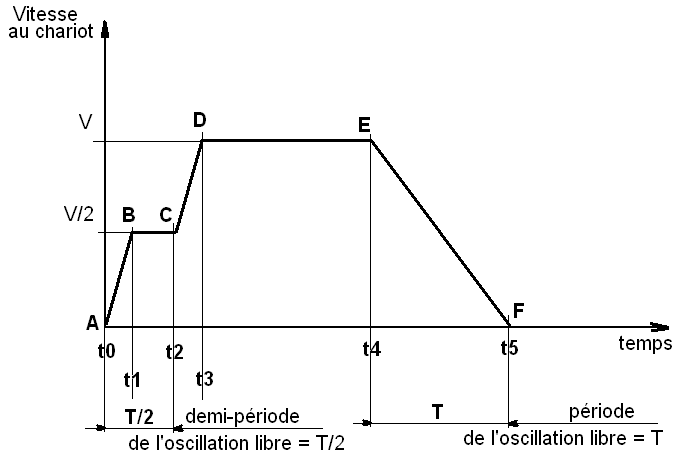 Vitesse
au chariot
V
D
E
V/2
B
C
A
F
t0
t2
t4
t5
temps
t1
t3
T/2
demi-période
T
période
de l'oscillation libre = T/2
de l'oscillation libre = T